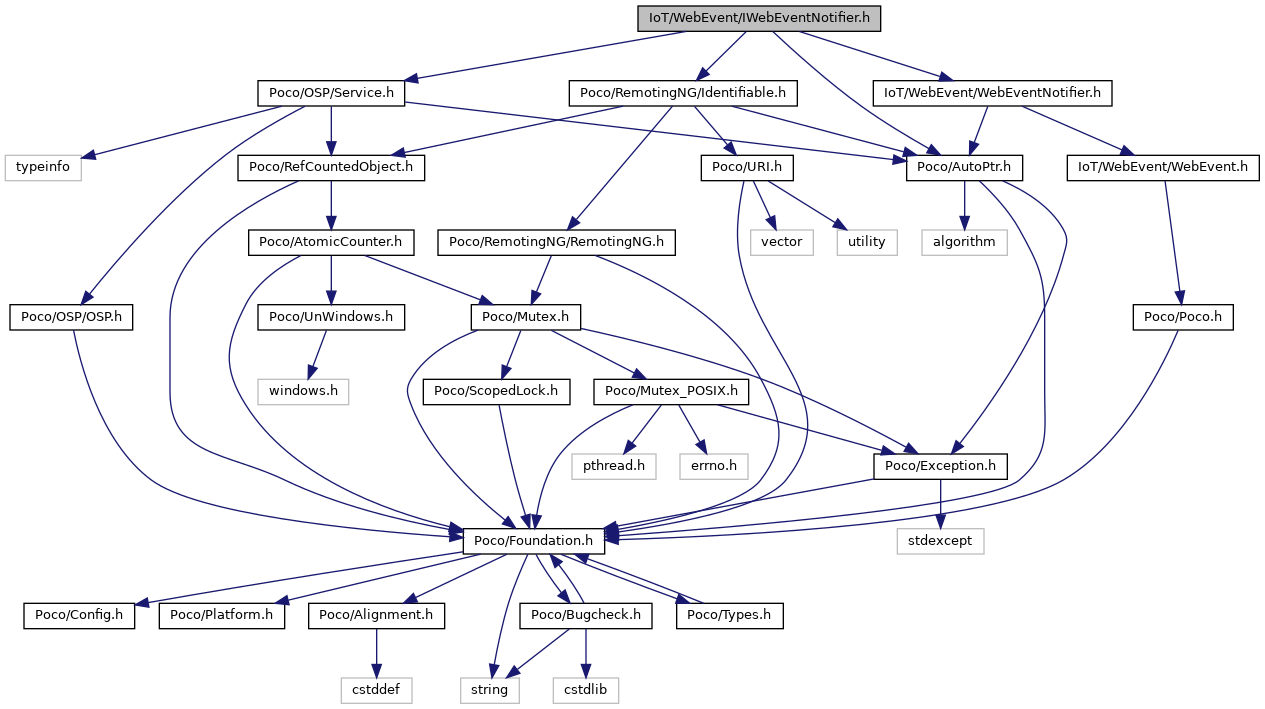 IoT/WebEvent/IWebEventNotifier.h
Poco/OSP/Service.h
Poco/RemotingNG/Identifiable.h
IoT/WebEvent/WebEventNotifier.h
typeinfo
Poco/RefCountedObject.h
Poco/URI.h
Poco/AutoPtr.h
IoT/WebEvent/WebEvent.h
Poco/AtomicCounter.h
Poco/RemotingNG/RemotingNG.h
vector
utility
algorithm
Poco/OSP/OSP.h
Poco/UnWindows.h
Poco/Mutex.h
Poco/Poco.h
windows.h
Poco/ScopedLock.h
Poco/Mutex_POSIX.h
pthread.h
errno.h
Poco/Exception.h
Poco/Foundation.h
stdexcept
Poco/Config.h
Poco/Platform.h
Poco/Alignment.h
Poco/Bugcheck.h
Poco/Types.h
cstddef
string
cstdlib